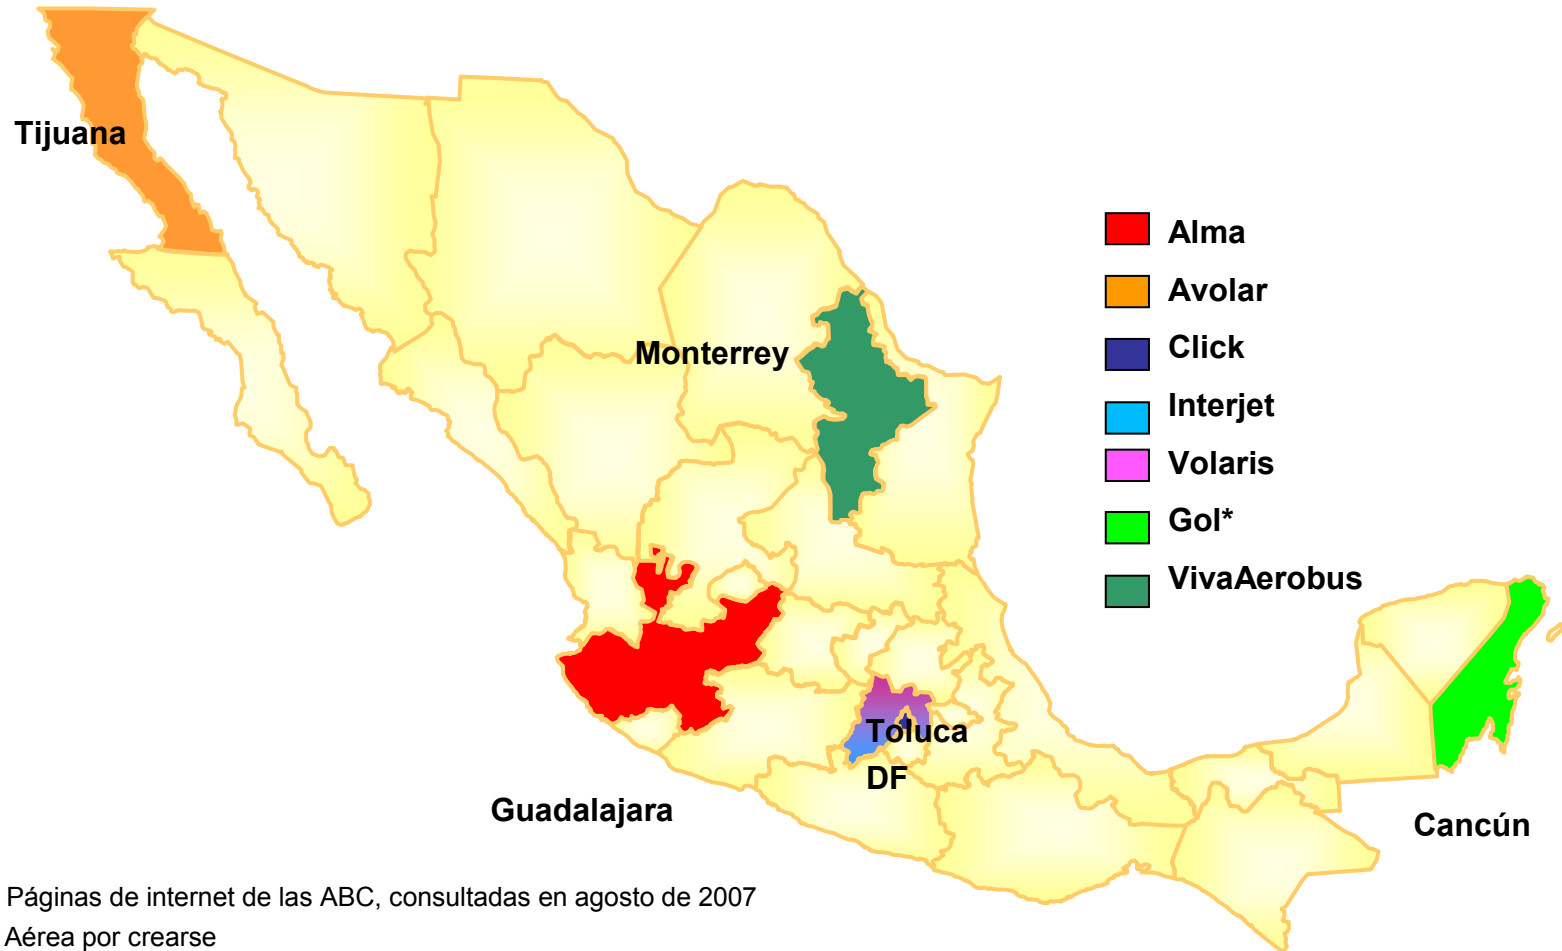 Tijuana
Monterrey
Alma
Avolar
Click
Interjet
Volaris
Gol*
VivaAerobus
Toluca
DF
Guadalajara
Cancún
Páginas de internet de las ABC, consultadas en agosto de 2007
Aérea por crearse